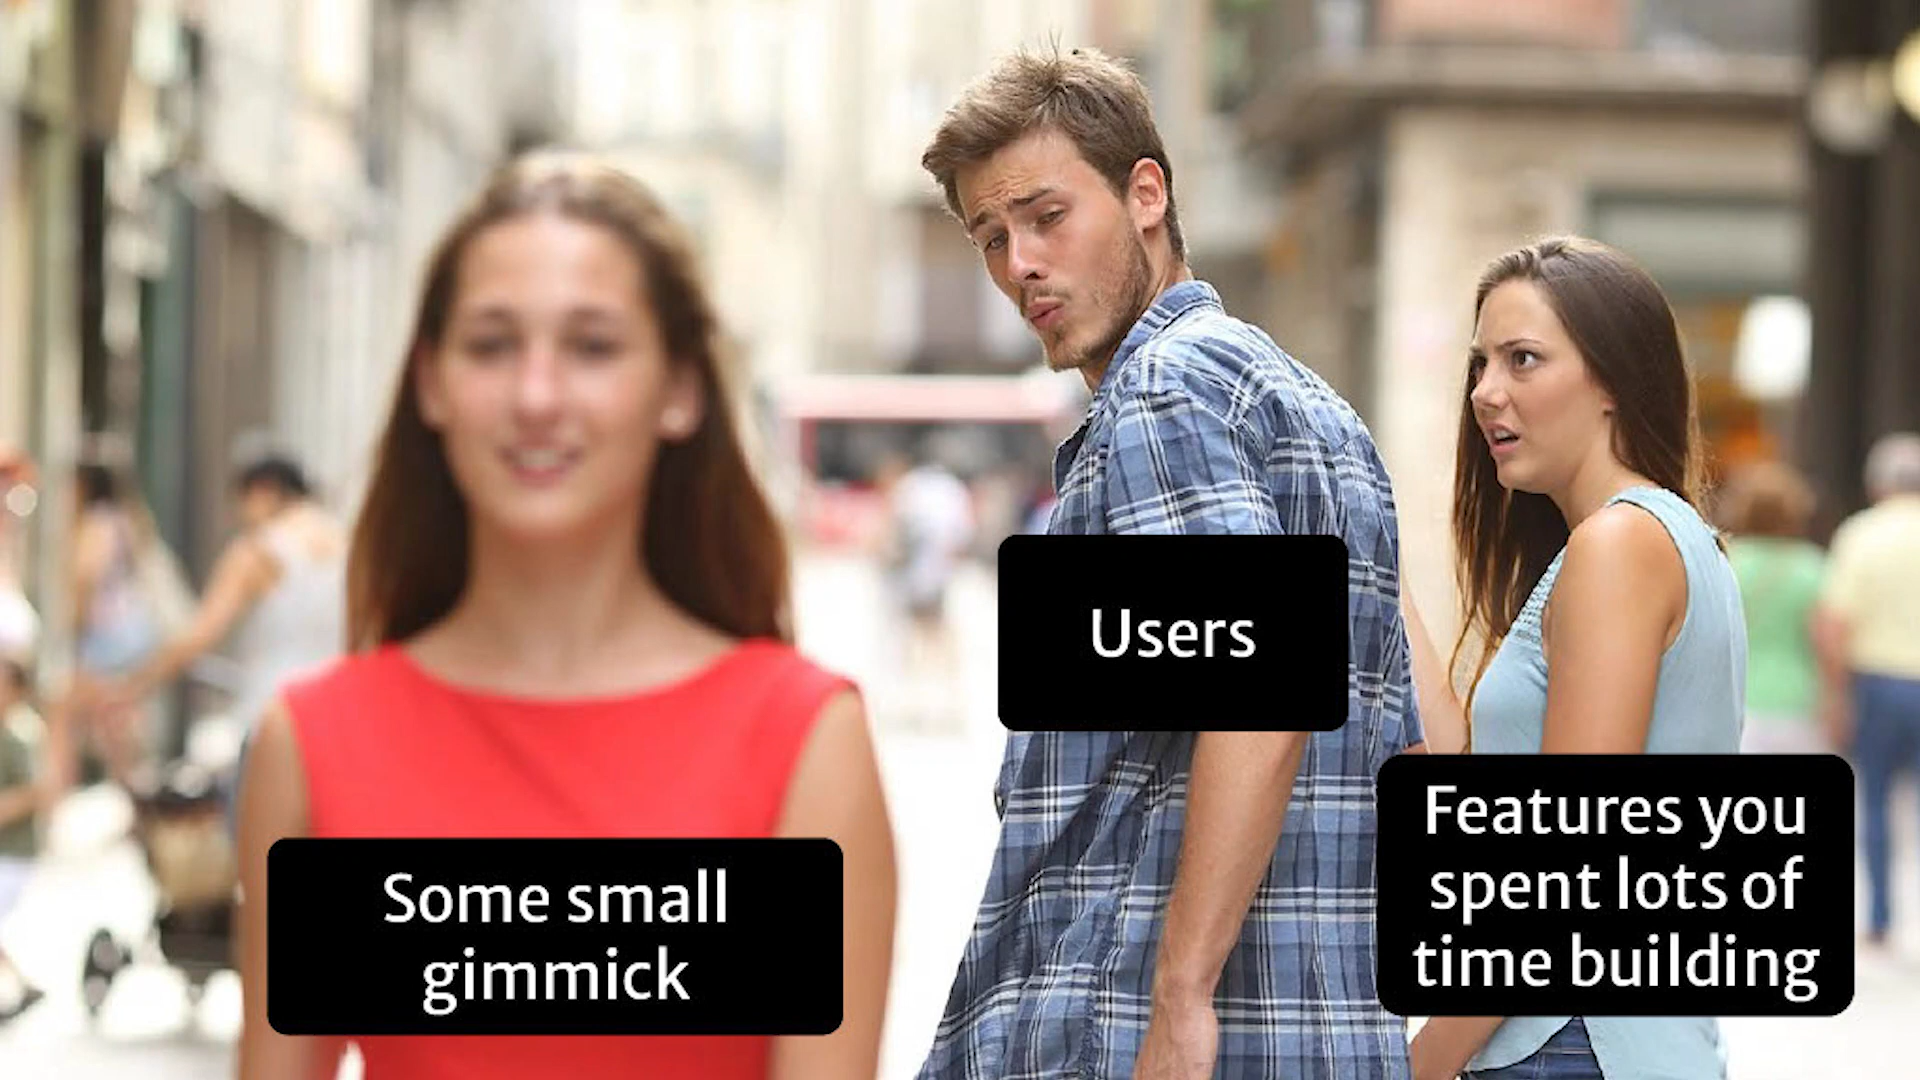 Some small
gimmick
Users
Features you
spent lots of
time building